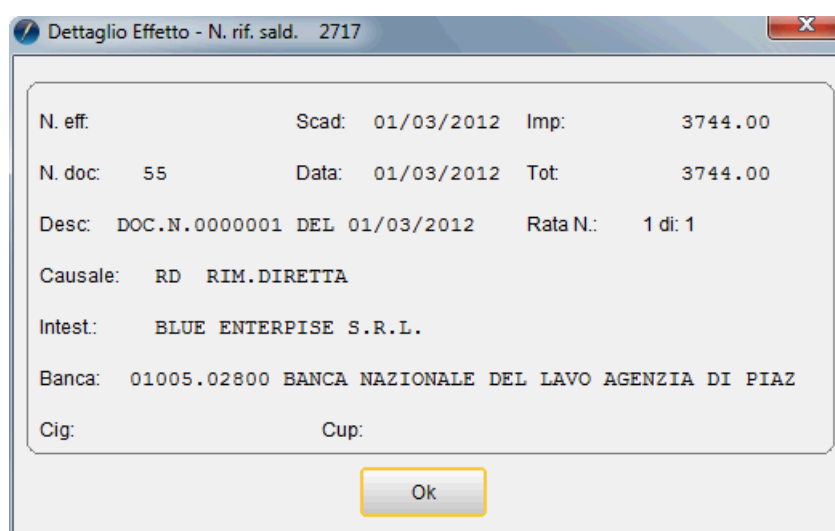 Dettaglio Effetto - N. rif. sald. 2717
N. eff: Scad: 01/03/2012 Imp: 3744.00
N. doc: 55 Data: 01/03/2012 Tot: 3744.00
Desc: DOC.N.0000001 DEL 01/03/2012 Rata N.: 1 di: 1
Causale: RD RIM.DIRETTA
Intest.: BLUE ENTERPISE S.R.L.
Banca: 01005.02800 BANCA NAZIONALE DEL LAVO AGENZIA DI PIAZ
Cig: Cup:
Ok